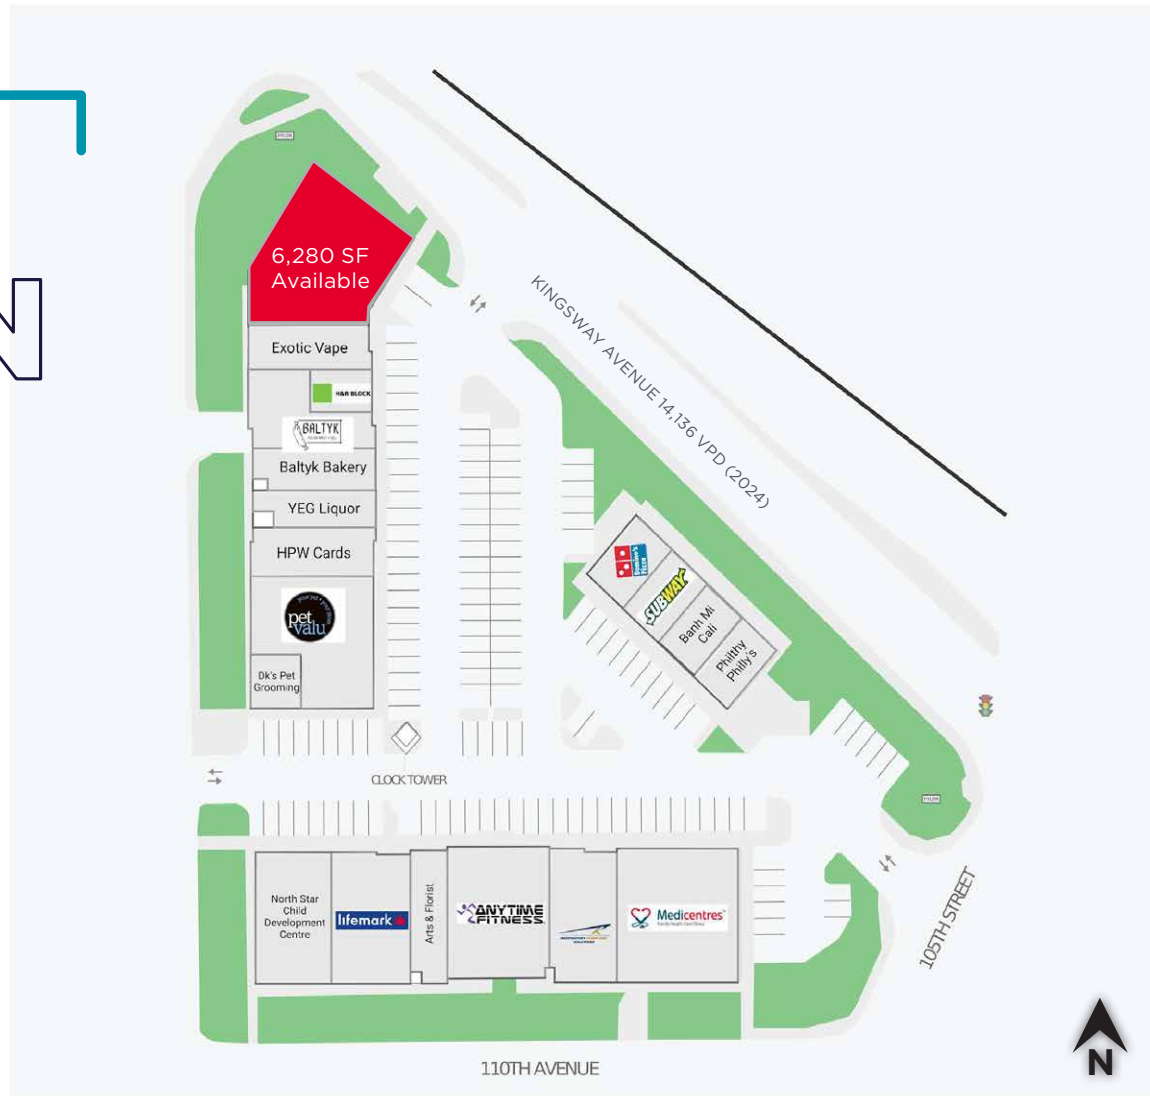 PYLON
6,280 SF
Available
KINGSWAY AVENUE 14,136 VPD (2024)
Exotic Vape
H&R BLOCK
BALTYK
Baltyk Bakery
YEG Liquor
HPW Cards
Domino's
Pizza
SUBWAY
Banh Mi
Cali
Philthy
Philly's
pet
valu
Dk's Pet
Grooming
CLOCK TOWER
PYLON
North Star
Child
Development
Centre
lifemark
Arts & Florist
ANYTIME
FITNESS
Medicentres
105TH STREET
110TH AVENUE
N